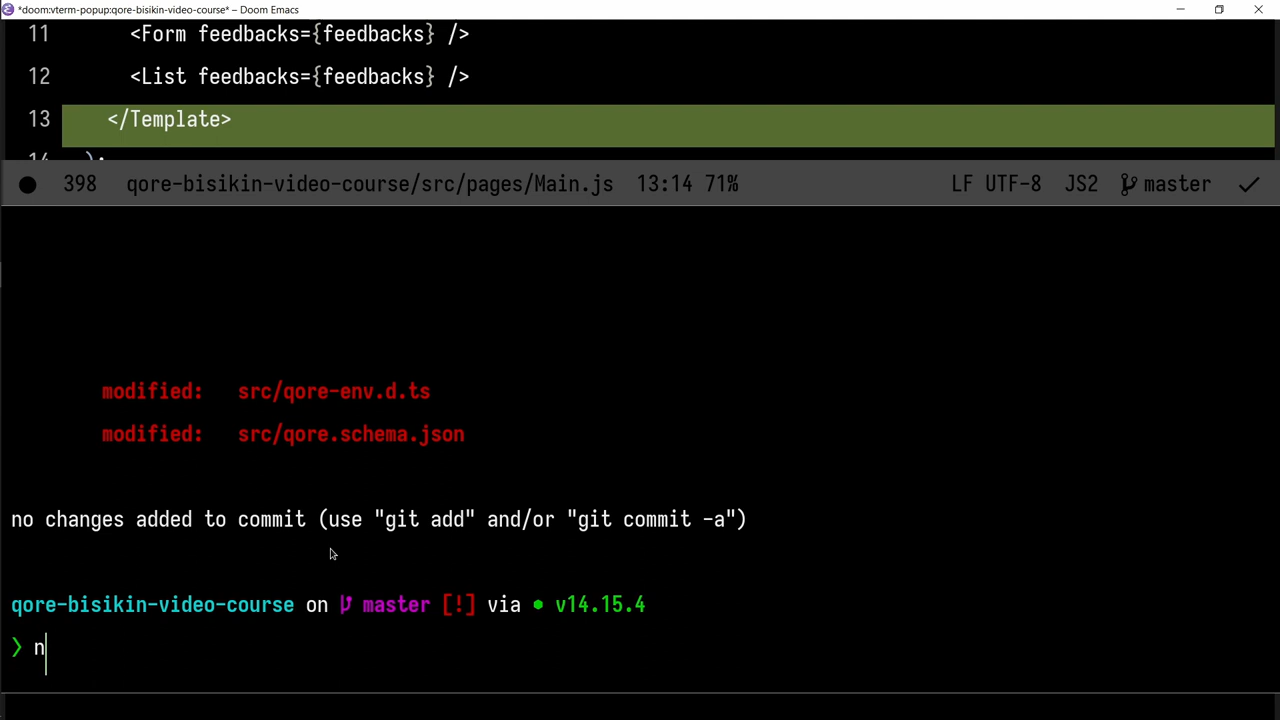 *doom:vterm-popup:qore-bisikin-video-course* – Doom Emacs
11 <Form feedbacks={feedbacks} />
12 <List feedbacks={feedbacks} />
13 </Template>
14 );
398 qore-bisikin-video-course/src/pages/Main.js 13:14 71% LF UTF-8 JS2 master
modified: src/qore-env.d.ts
modified: src/qore.schema.json
no changes added to commit (use "git add" and/or "git commit -a")
qore-bisikin-video-course on master [!] via v14.15.4
❯ n